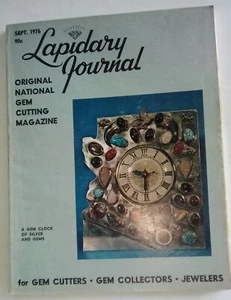 SEPT. 1976
90c
Lapidary
Journal
ORIGINAL
NATIONAL
GEM
CUTTING
MAGAZINE
A GEM CLOCK
OF SILVER
AND GEMS
for GEM CUTTERS • GEM COLLECTORS • JEWELERS